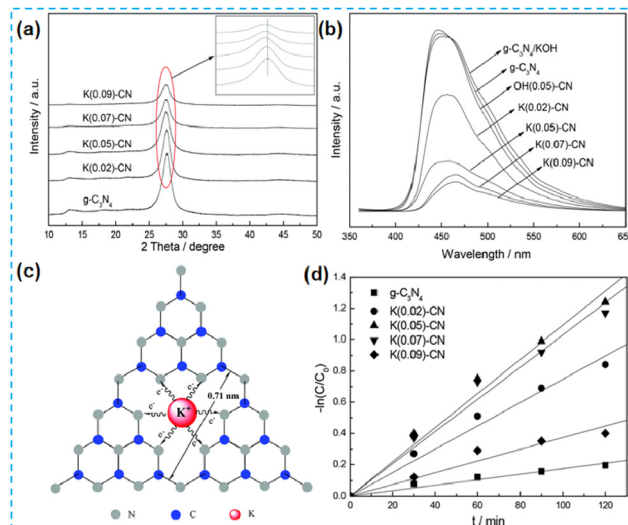 (a)
Intensity / a.u.
K(0.09)-CN
K(0.07)-CN
K(0.05)-CN
K(0.02)-CN
g-C₃N₄
10 15 20 25 30 35 40 45 50
2 Theta / degree
(b)
Intensity / a.u.
g-C₃N₄/KOH
g-C₃N₄
OH(0.05)-CN
K(0.02)-CN
K(0.05)-CN
K(0.07)-CN
K(0.09)-CN
350 400 450 500 550 600 650
Wavelength / nm
(c)
0.71 nm
K⁺
e⁻ e⁻ e⁻ e⁻ e⁻ e⁻
N C K
(d)
-ln(C/C₀)
1.4
1.2
1.0
0.8
0.6
0.4
0.2
0.0
g-C₃N₄
K(0.02)-CN
K(0.05)-CN
K(0.07)-CN
K(0.09)-CN
0 20 40 60 80 100 120
t / min